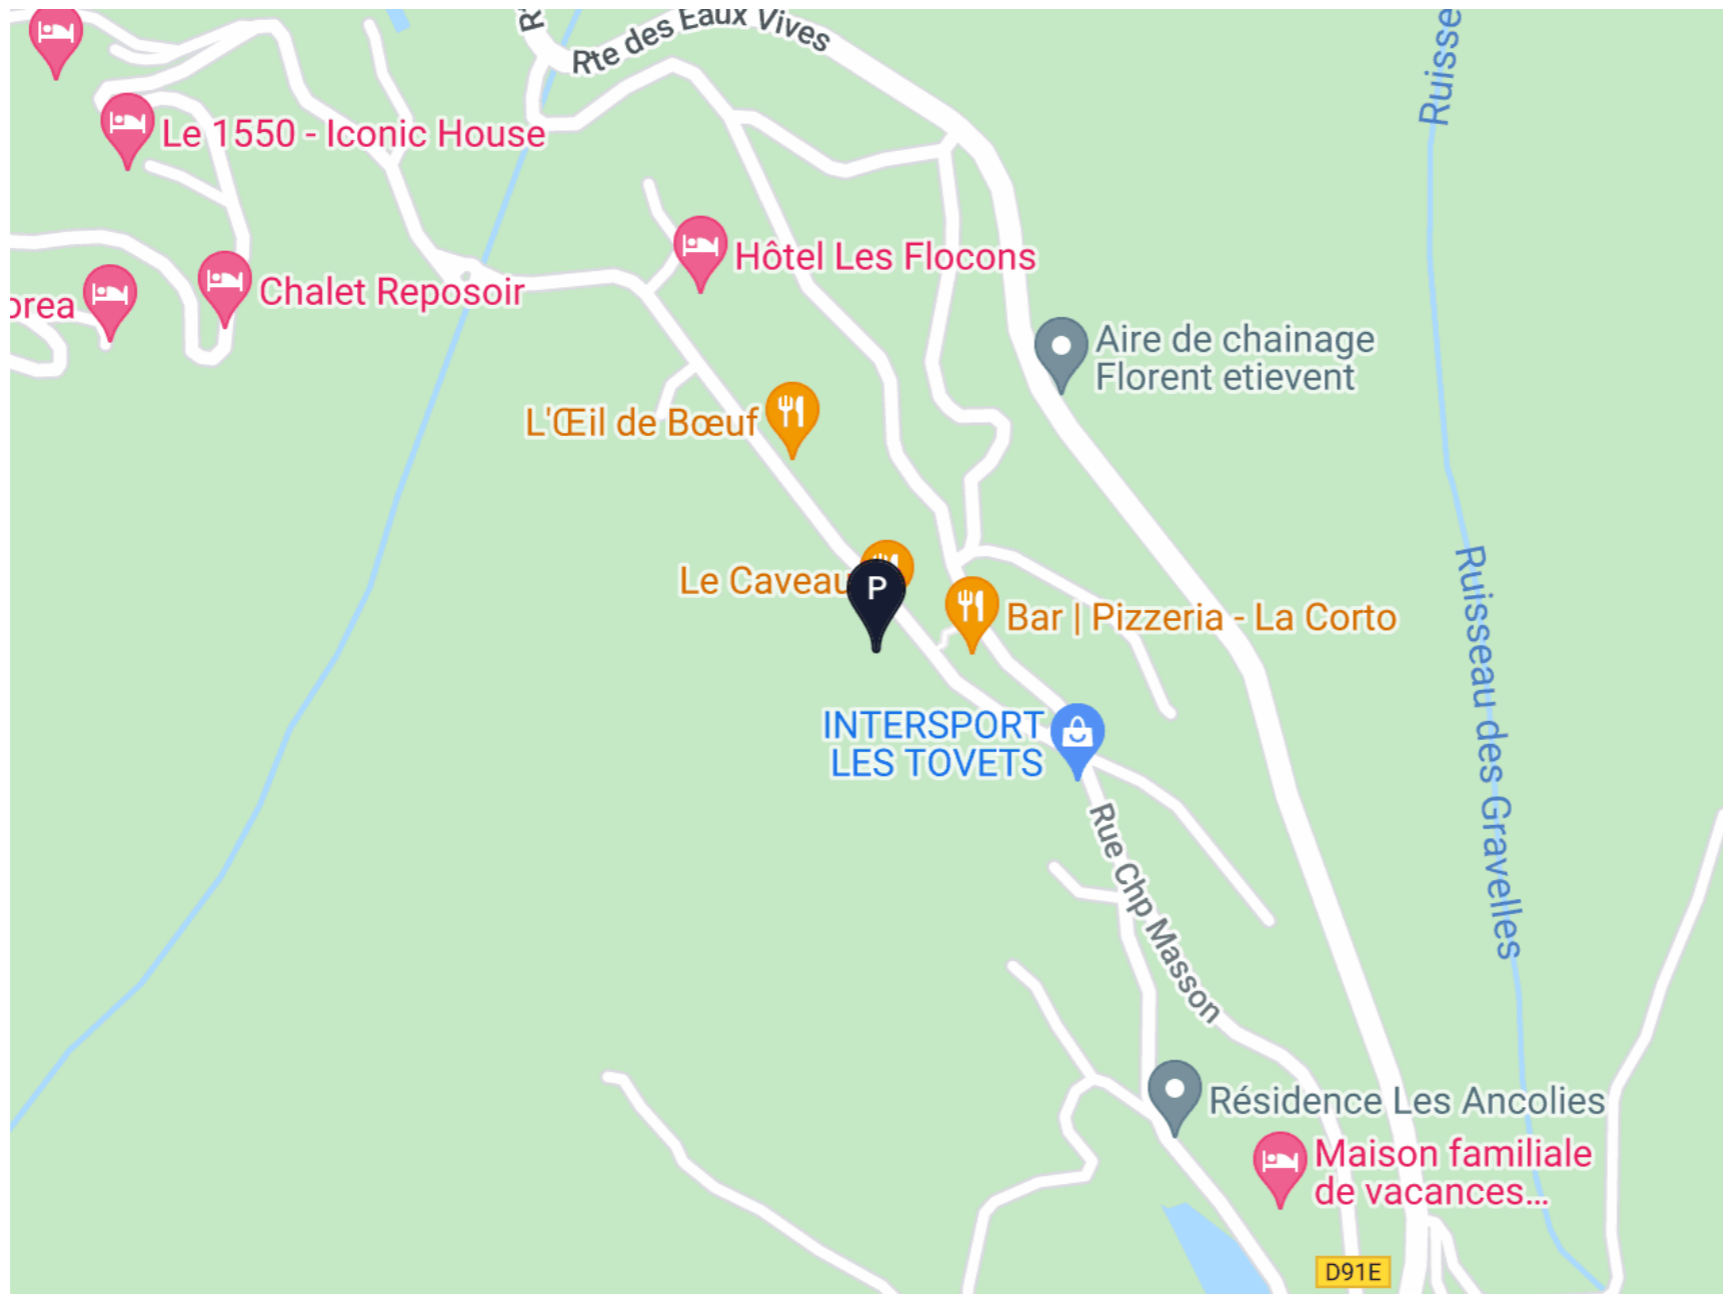 Rte des Eaux Vives
Ruisse
Le 1550 - Iconic House
Hôtel Les Flocons
Chalet Reposoir
orea
Aire de chainage
Florent etievent
L'Œil de Bœuf
Le Caveau
P
Bar | Pizzeria - La Corto
Ruisseau des Gravelles
INTERSPORT
LES TOVETS
Rue Chp Masson
Résidence Les Ancolies
Maison familiale
de vacances...
D91E